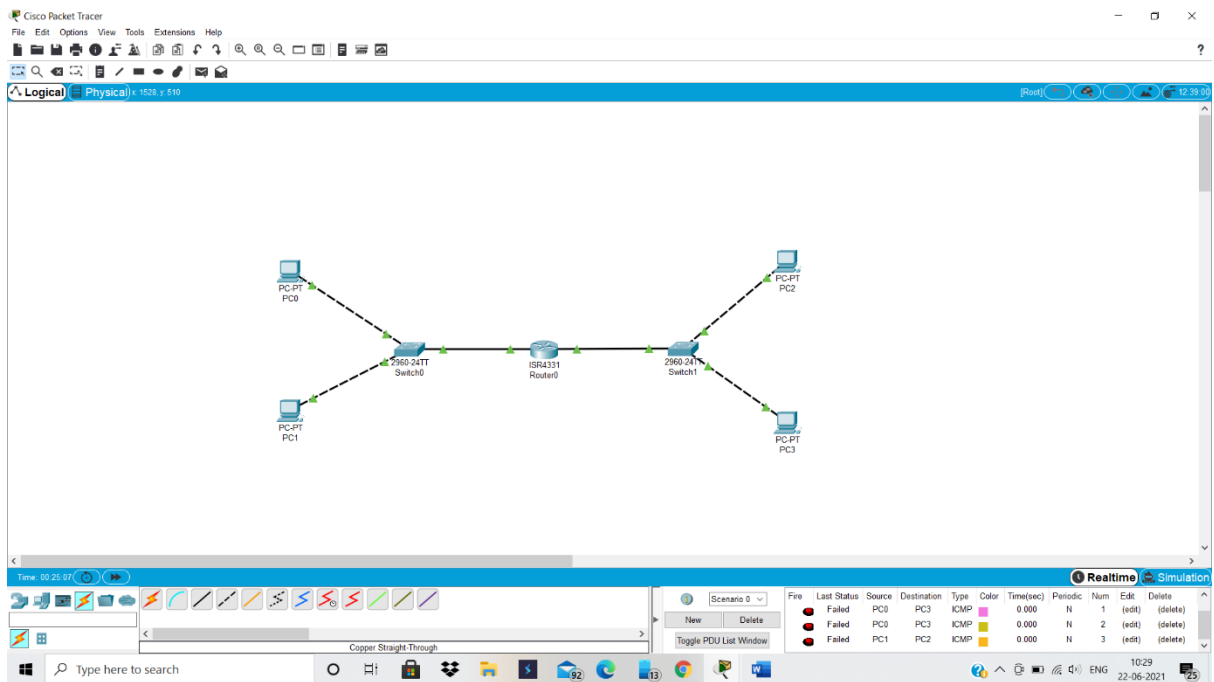 Cisco Packet Tracer
File Edit Options View Tools Extensions Help
?
Logical Physical x: 1528, y: 510 [Root] 12:39:00
PC-PT
PC0
PC-PT
PC2
2960-24TT
Switch0
ISR4331
Router0
2960-24TT
Switch1
PC-PT
PC1
PC-PT
PC3
Time: 00:25:07 Realtime Simulation
Scenario 0
New Delete
Toggle PDU List Window
Fire Last Status Source Destination Type Color Time(sec) Periodic Num Edit Delete
Failed PC0 PC3 ICMP 0.000 N 1 (edit) (delete)
Failed PC0 PC3 ICMP 0.000 N 2 (edit) (delete)
Failed PC1 PC2 ICMP 0.000 N 3 (edit) (delete)
Copper Straight-Through
Type here to search
92
13
ENG
10:29
22-06-2021
25